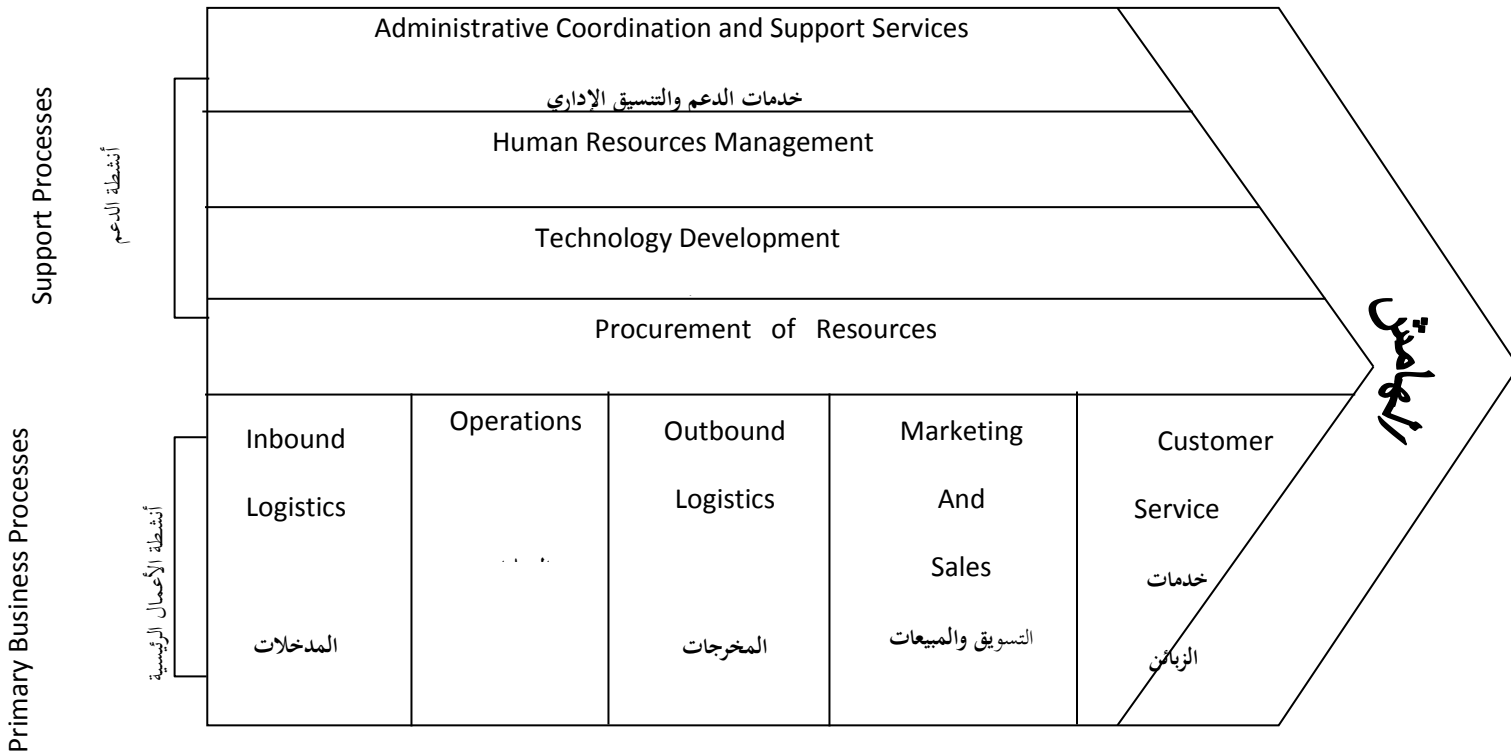 Administrative Coordination and Support Services
خدمات الدعم والتنسيق الإداري
Human Resources Management
Technology Development
Procurement of Resources
Support Processes
أنشطة الدعم
Inbound
Logistics
المدخلات
Operations
Outbound
Logistics
المخرجات
Marketing
And
Sales
التسويق والمبيعات
Customer
Service
خدمات
الزبائن
Primary Business Processes
أنشطة الأعمال الرئيسية
الهامش